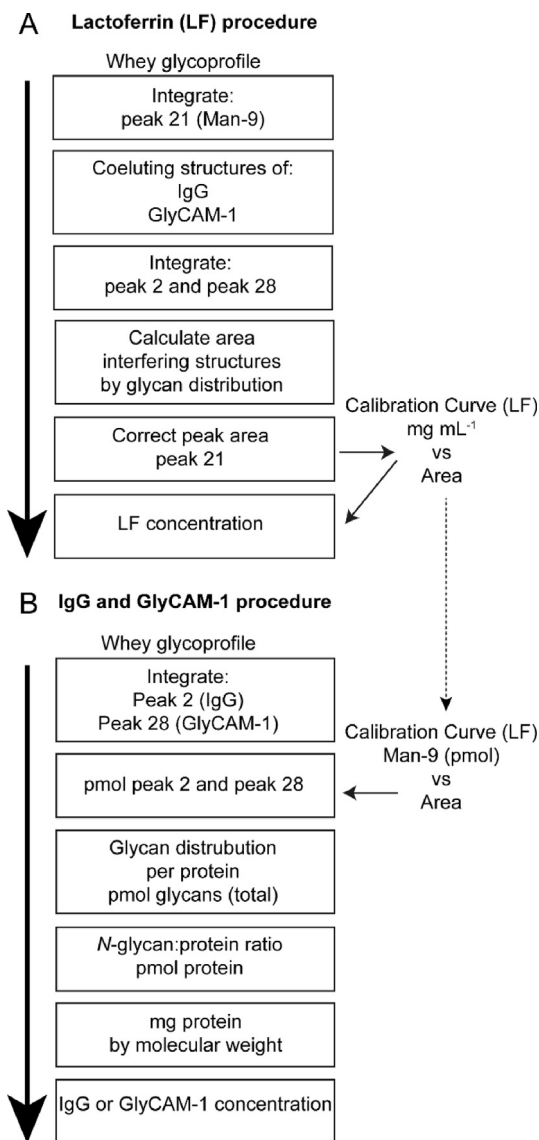 A Lactoferrin (LF) procedure
Whey glycoprofile
Integrate:
peak 21 (Man-9)
Coeluting structures of:
IgG
GlyCAM-1
Integrate:
peak 2 and peak 28
Calculate area
interfering structures
by glycan distribution
Correct peak area
peak 21
LF concentration
Calibration Curve (LF)
mg mL⁻¹
vs
Area
B IgG and GlyCAM-1 procedure
Whey glycoprofile
Integrate:
Peak 2 (IgG)
Peak 28 (GlyCAM-1)
pmol peak 2 and peak 28
Glycan distrubution
per protein
pmol glycans (total)
N-glycan:protein ratio
pmol protein
mg protein
by molecular weight
IgG or GlyCAM-1 concentration
Calibration Curve (LF)
Man-9 (pmol)
vs
Area